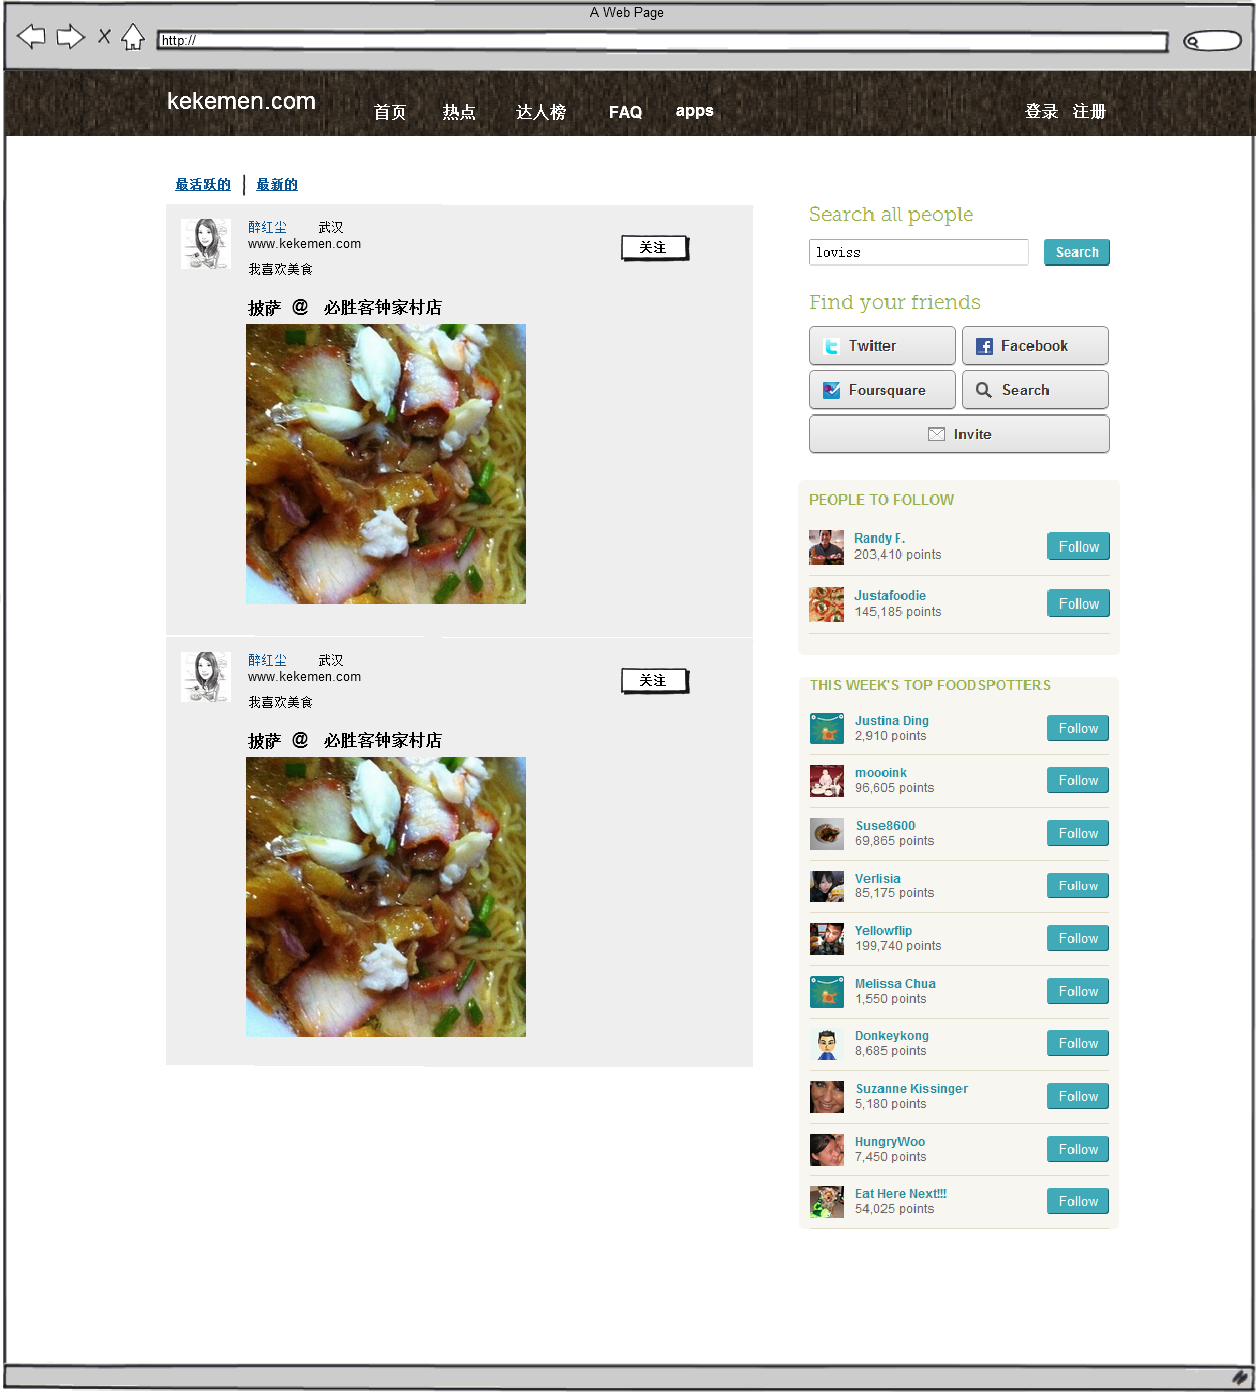 A Web Page
http://
kekemen.com 首页 热点 达人榜 FAQ apps 登录 注册
最活跃的 | 最新的
醉红尘 武汉
www.kekemen.com
关注
我喜欢美食
披萨 @ 必胜客钟家村店
醉红尘 武汉
www.kekemen.com
关注
我喜欢美食
披萨 @ 必胜客钟家村店
Search all people
loviss Search
Find your friends
Twitter Facebook
Foursquare Search
Invite
PEOPLE TO FOLLOW
Randy F.
203,410 points
Follow
Justafoodie
145,185 points
Follow
THIS WEEK'S TOP FOODSPOTTERS
Justina Ding
2,910 points
Follow
moooink
96,605 points
Follow
Suse8600
69,865 points
Follow
Verlisia
85,175 points
Follow
Yellowflip
199,740 points
Follow
Melissa Chua
1,550 points
Follow
Donkeykong
8,685 points
Follow
Suzanne Kissinger
5,180 points
Follow
HungryWoo
7,450 points
Follow
Eat Here Next!!!!
54,025 points
Follow